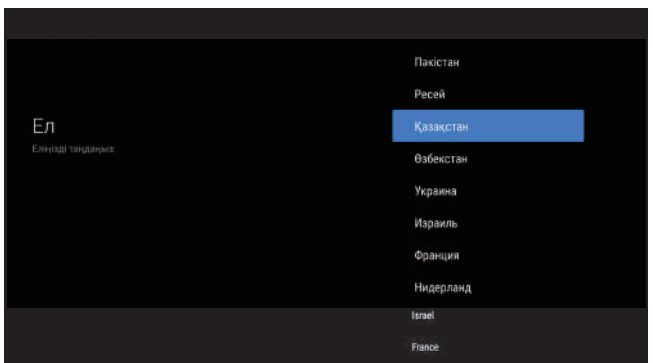 Пәкістан
Ресей
Қазақстан
Өзбекстан
Украина
Израиль
Франция
Нидерланд
Israel
France
Ел
Еліңізді таңдаңыз: